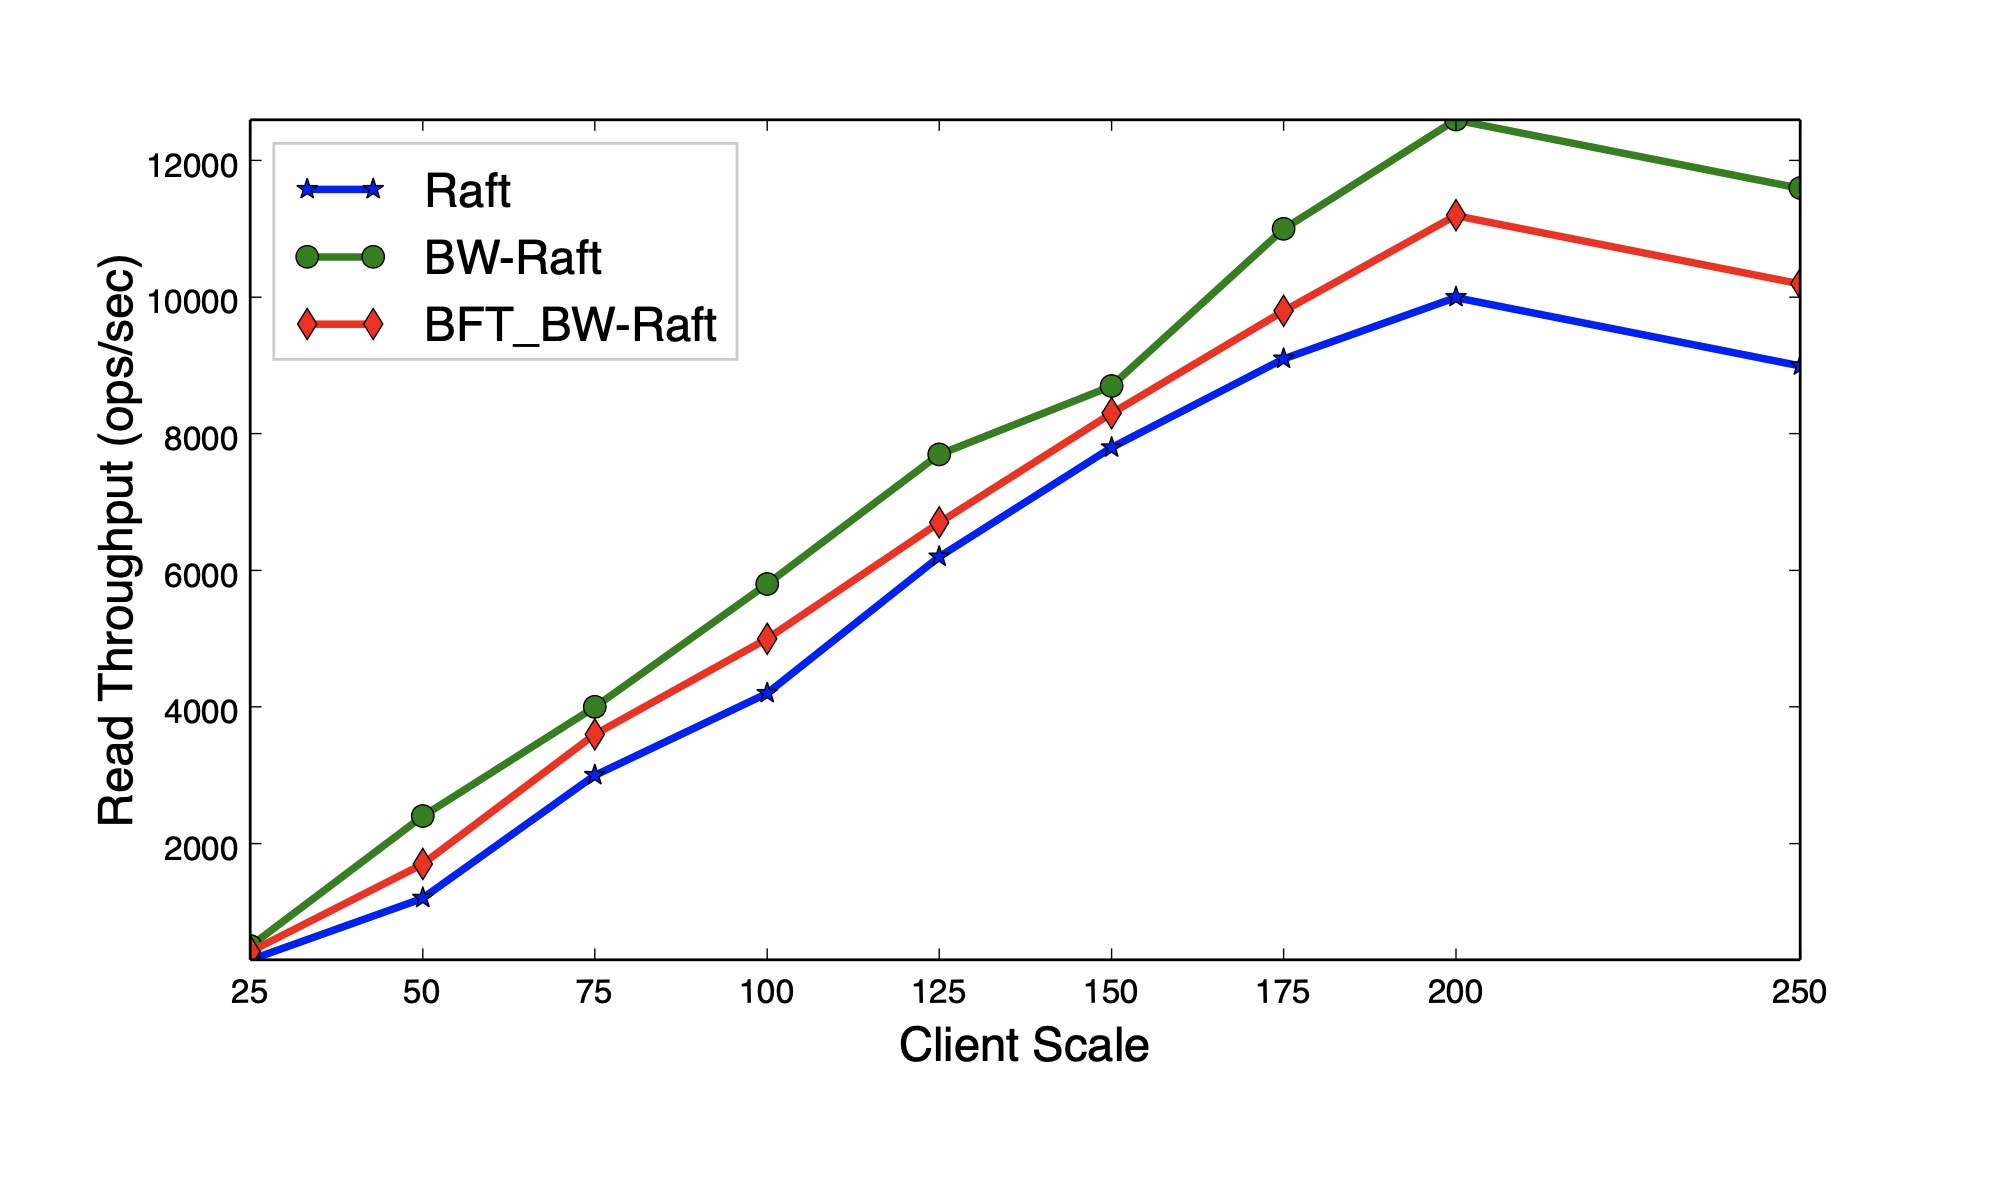 Raft
BW-Raft
BFT_BW-Raft
12000
10000
8000
6000
4000
2000
Read Throughput (ops/sec)
25 50 75 100 125 150 175 200 250
Client Scale